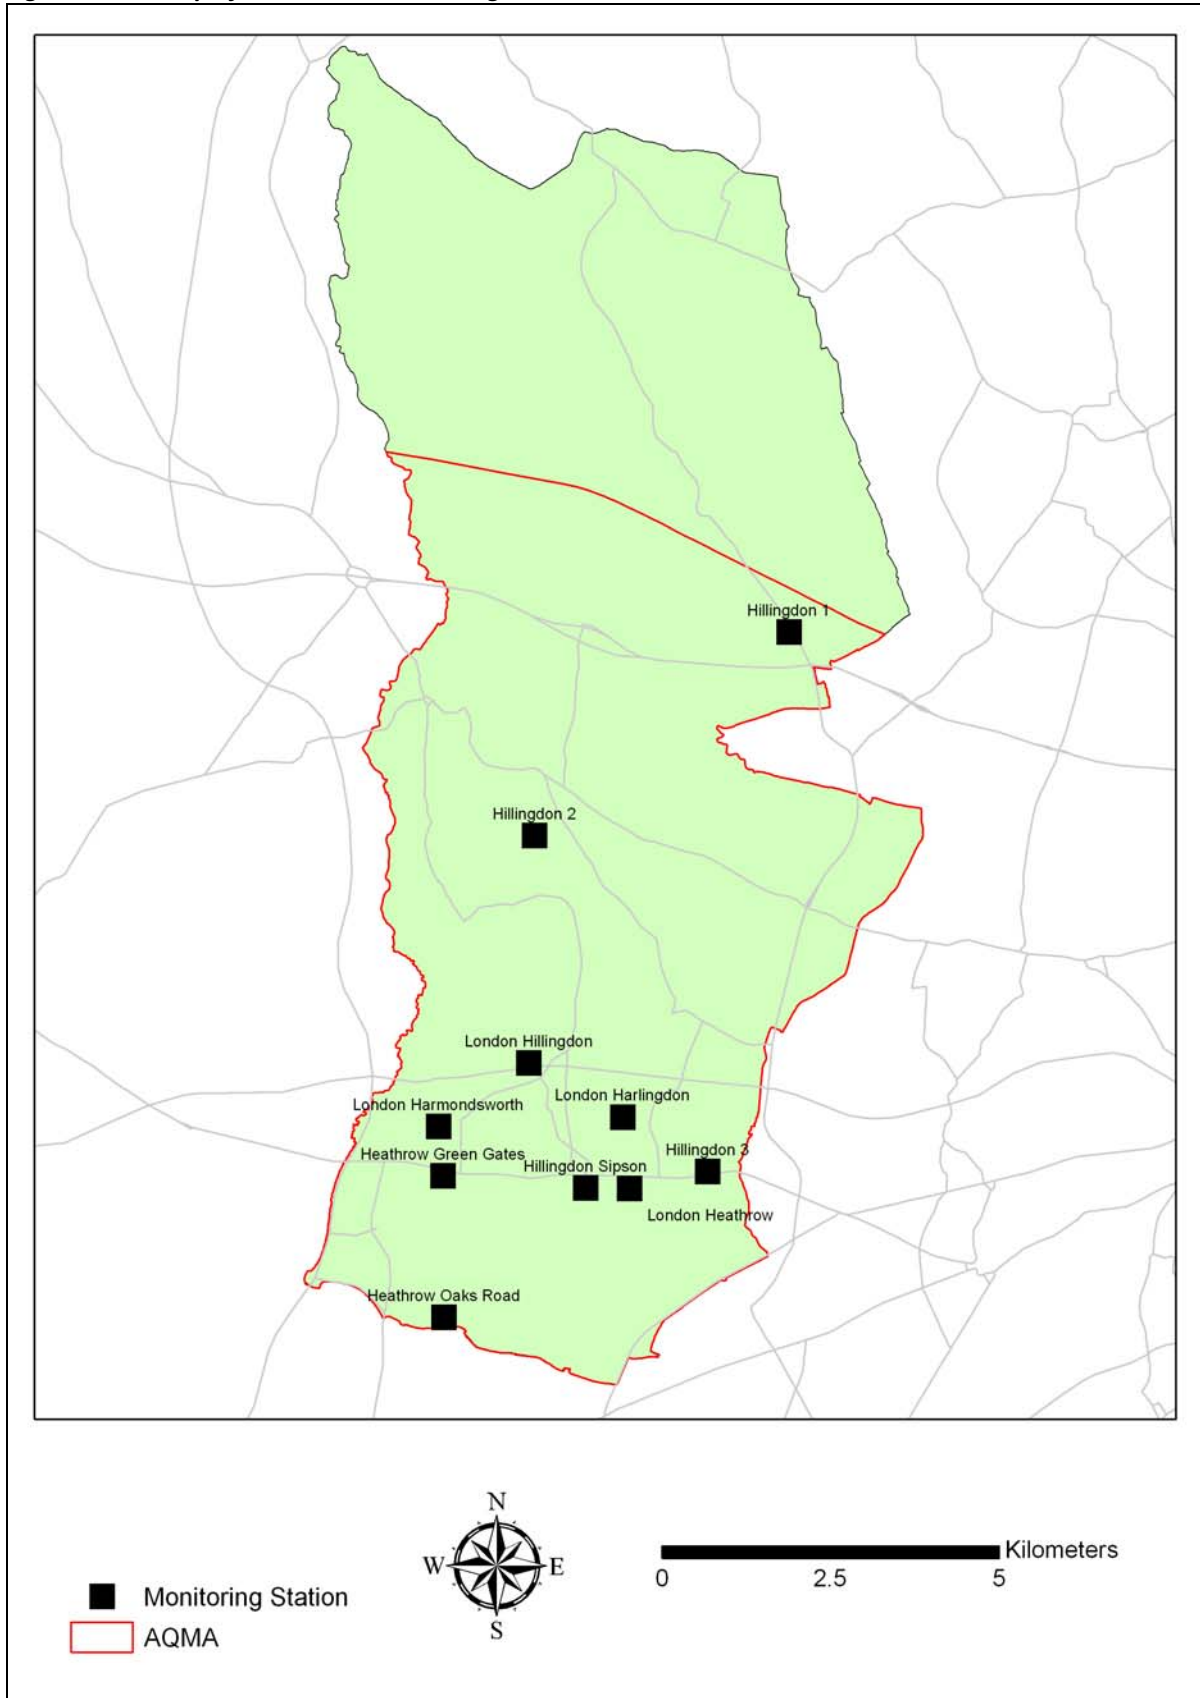 Hillingdon 1
Hillingdon 2
London Hillingdon
London Harlingdon
London Harmondsworth
Hillingdon 3
Heathrow Green Gates
Hillingdon Sipson
London Heathrow
Heathrow Oaks Road
N
W E
S
Kilometers
0 2.5 5
Monitoring Station
AQMA